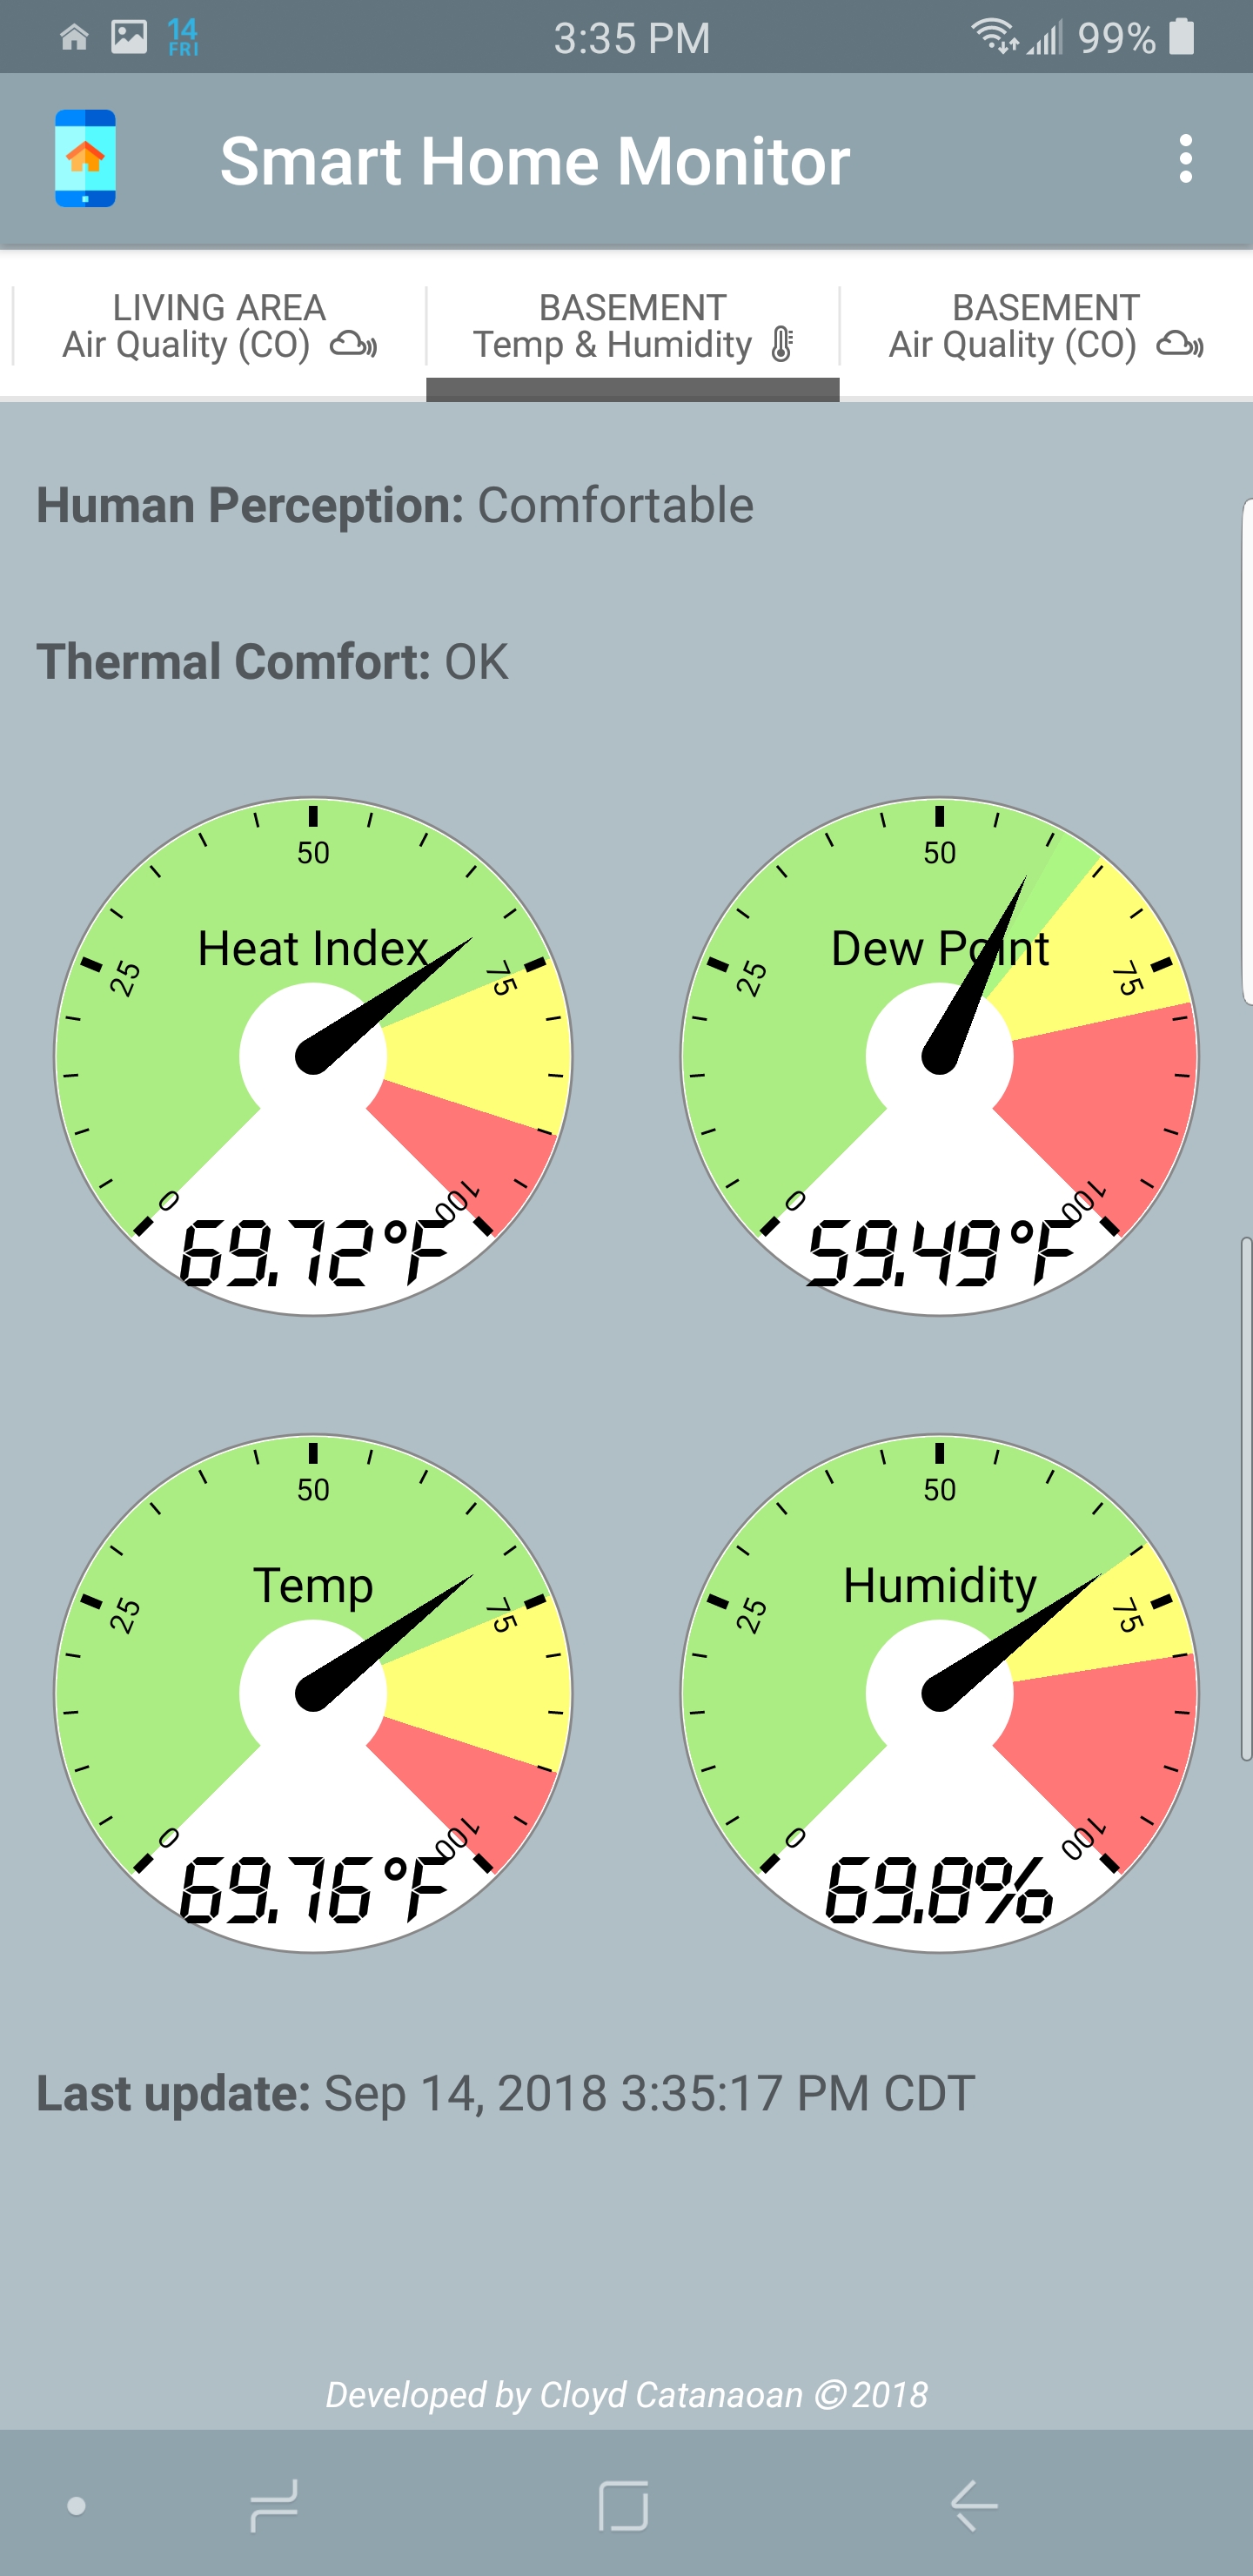 14
FRI
3:35 PM
99%
Smart Home Monitor
LIVING AREA
Air Quality (CO)
BASEMENT
Temp & Humidity
BASEMENT
Air Quality (CO)
Human Perception: Comfortable
Thermal Comfort: OK
50
25
75
Heat Index
0
100
69.72°F
50
25
75
Dew Point
0
100
59.49°F
50
25
75
Temp
0
100
69.76°F
50
25
75
Humidity
0
100
69.8%
Last update: Sep 14, 2018 3:35:17 PM CDT
Developed by Cloyd Catanaoan ©2018